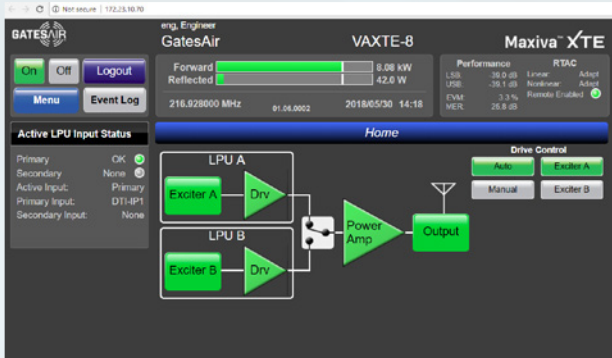 Not secure | 172.23.10.70
GATESAIR
eng, Engineer
GatesAir
VAXTE-8
Maxiva XTE
On
Off
Logout
Menu
Event Log
Forward
8.08 kW
Reflected
42.0 W
216.928000 MHz
01.06.0002
2018/05/30 14:18
Performance
RTAC
LSB: -39.0 dB
Linear: Adapt
USB: -39.1 dB
Nonlinear: Adapt
EVM: 3.3 %
Remote Enabled
MER: 26.8 dB
Active LPU Input Status
Primary OK
Secondary None
Active Input: Primary
Primary Input: DTI-IP1
Secondary Input: None
Home
Drive Control
Auto
Exciter A
Manual
Exciter B
LPU A
Exciter A
Drv
LPU B
Exciter B
Drv
Power
Amp
Output